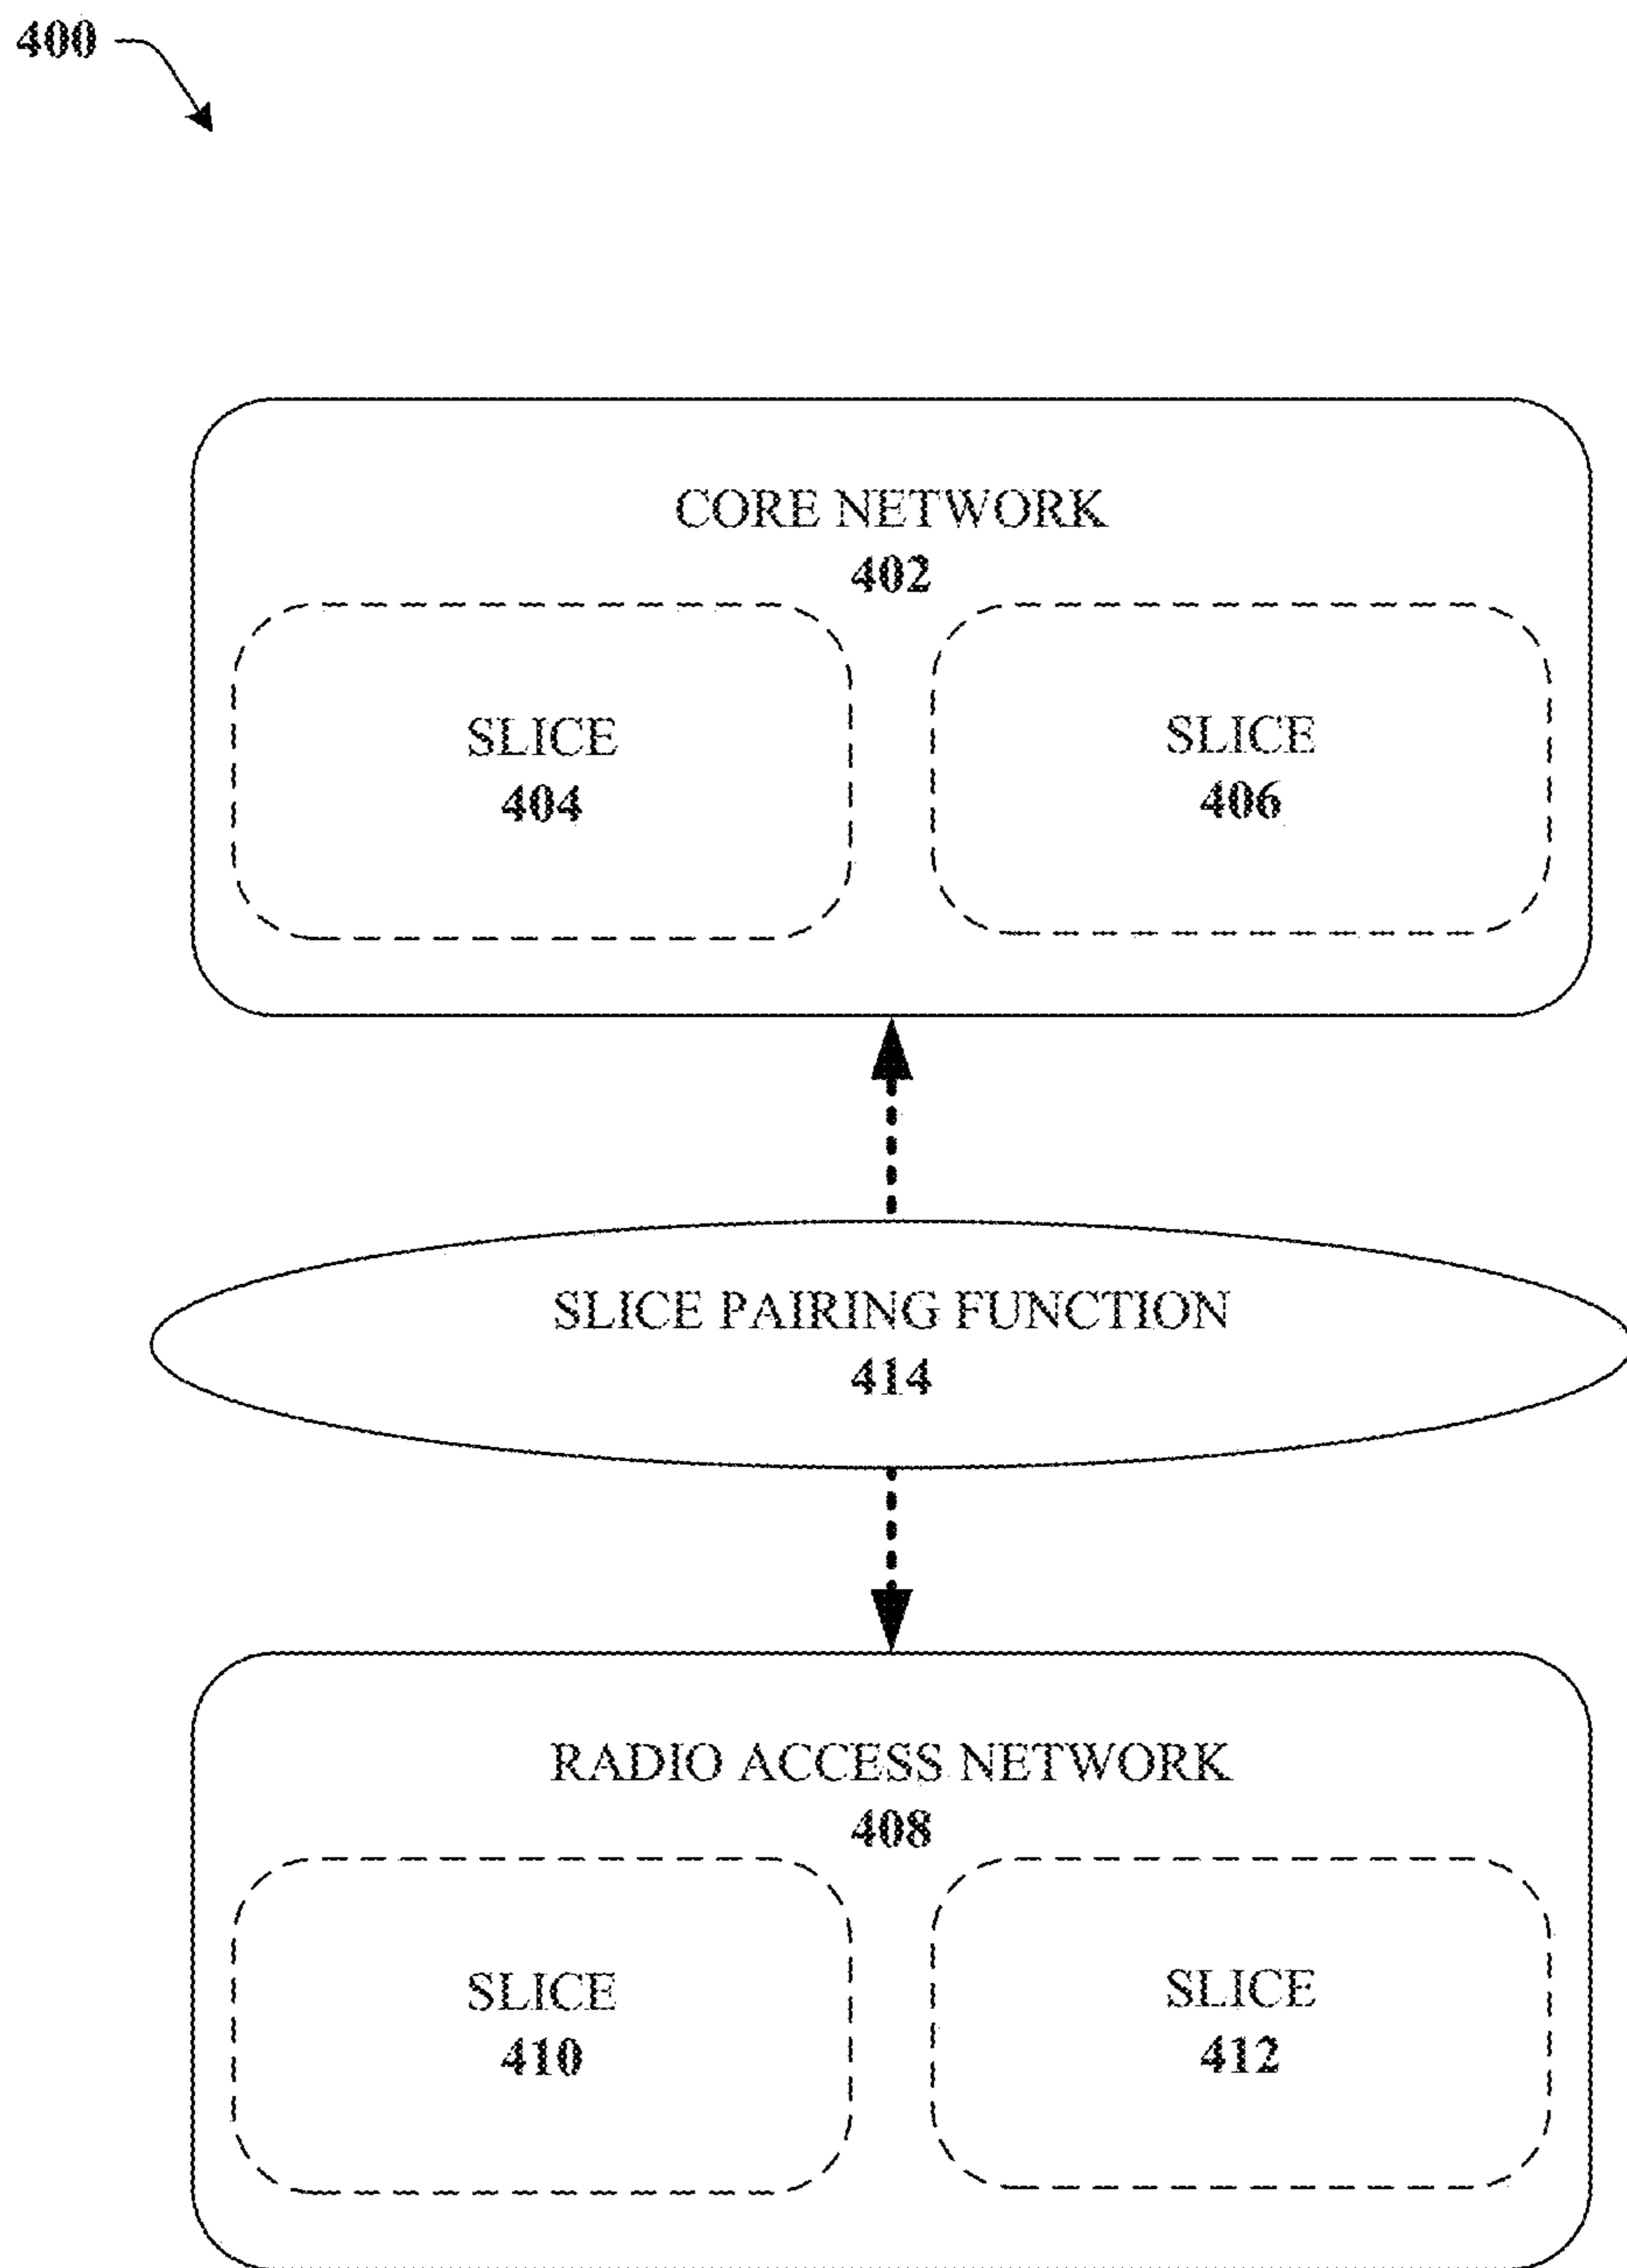 400
CORE NETWORK
402
SLICE
404
SLICE
406
SLICE PAIRING FUNCTION
414
RADIO ACCESS NETWORK
408
SLICE
410
SLICE
412